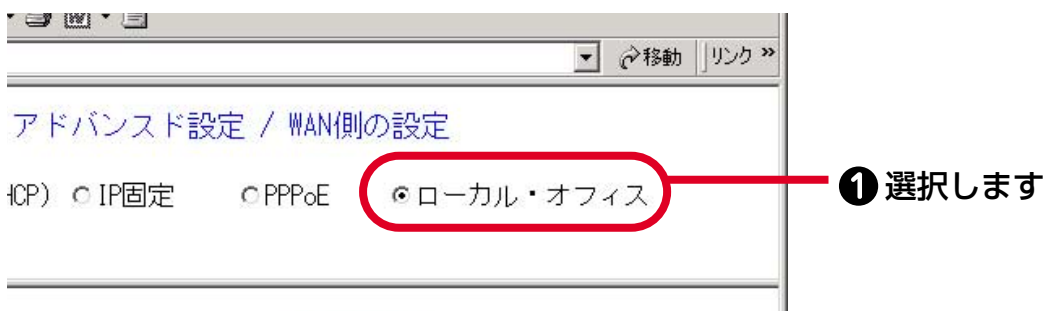 移動 リンク »
アドバンスド設定 / WAN側の設定
HCP) IP固定 PPPoE ローカル・オフィス
❶ 選択します